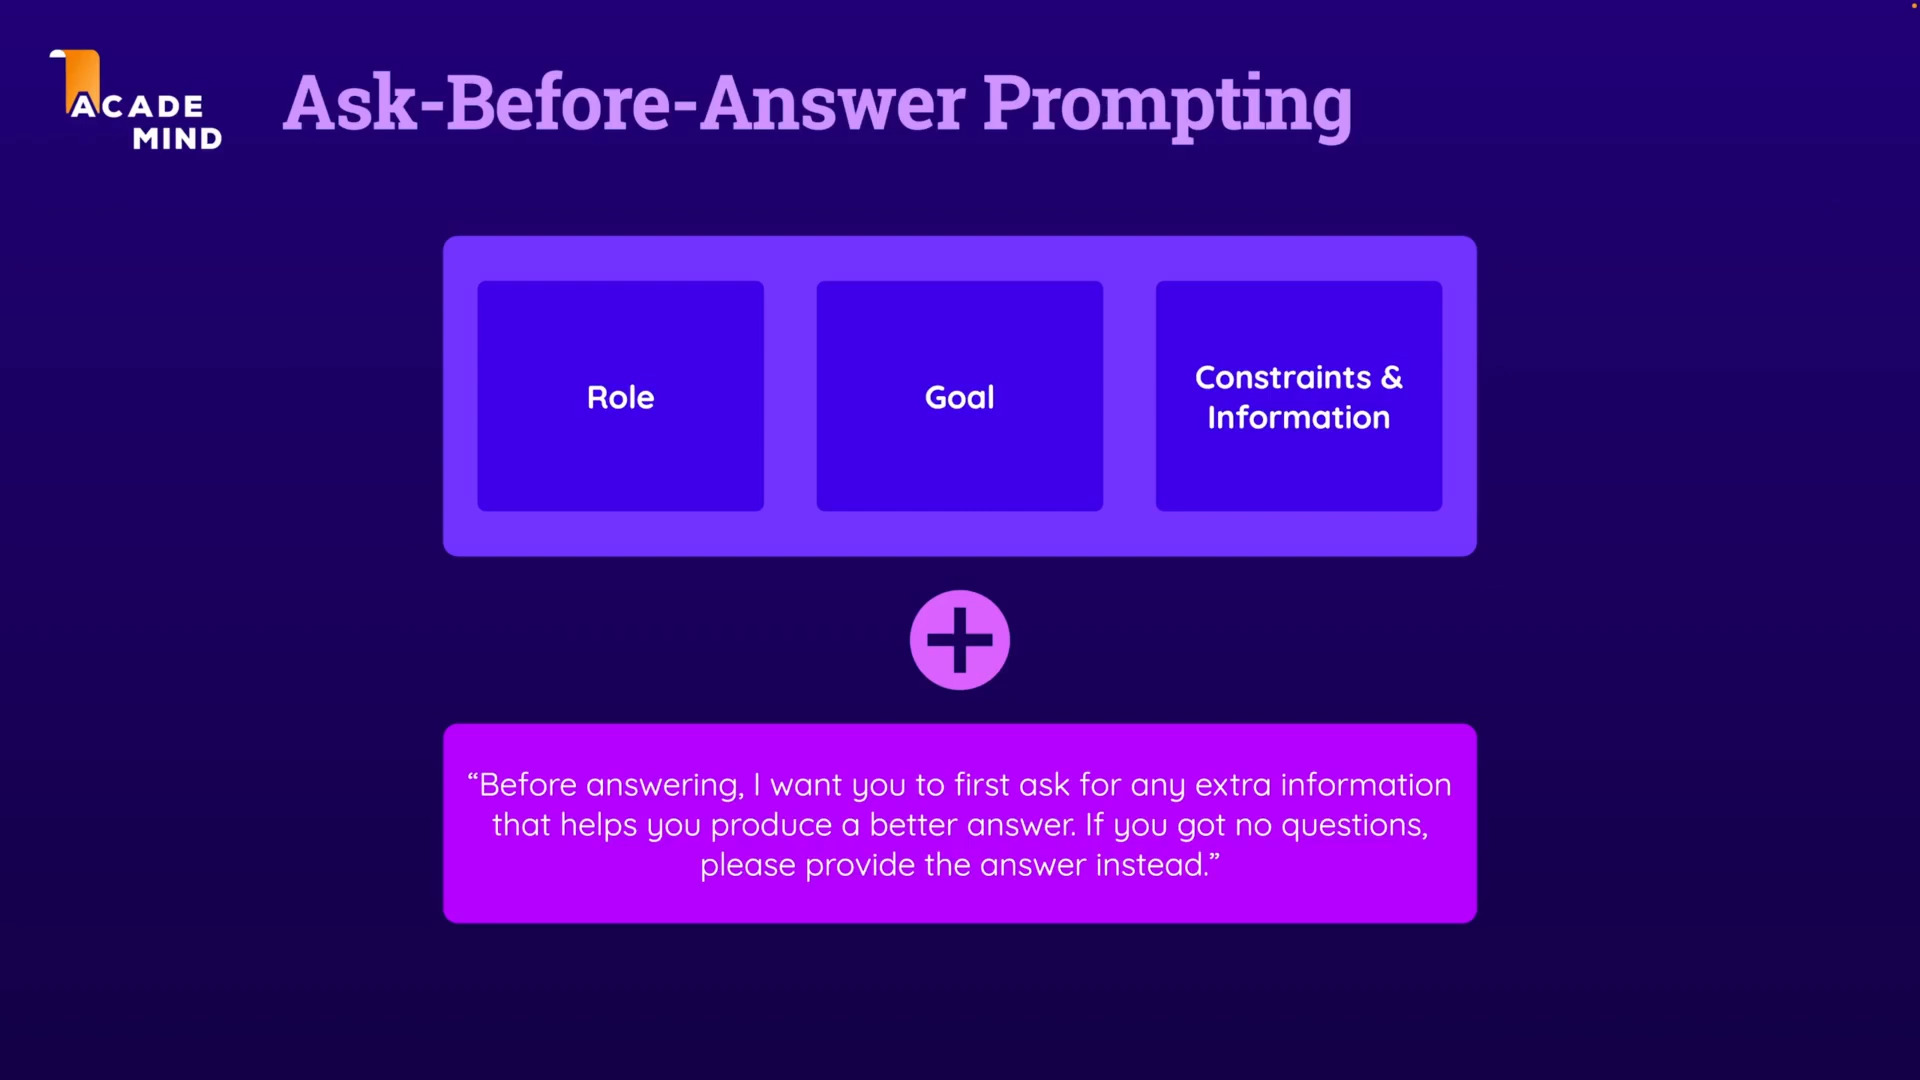 ACADE
MIND
Ask-Before-Answer Prompting
Role
Goal
Constraints &
Information
“Before answering, I want you to first ask for any extra information
that helps you produce a better answer. If you got no questions,
please provide the answer instead.”